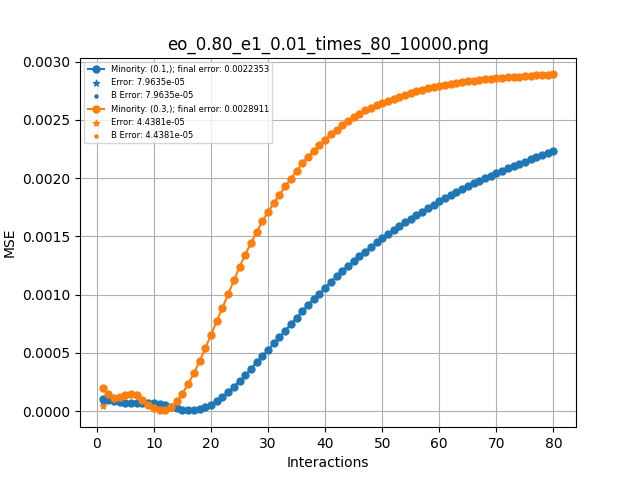 eo_0.80_e1_0.01_times_80_10000.png
Minority: (0.1,); final error: 0.0022353
Error: 7.9635e-05
B Error: 7.9635e-05
Minority: (0.3,); final error: 0.0028911
Error: 4.4381e-05
B Error: 4.4381e-05
0.0030
0.0025
0.0020
0.0015
0.0010
0.0005
0.0000
MSE
0 10 20 30 40 50 60 70 80
Interactions